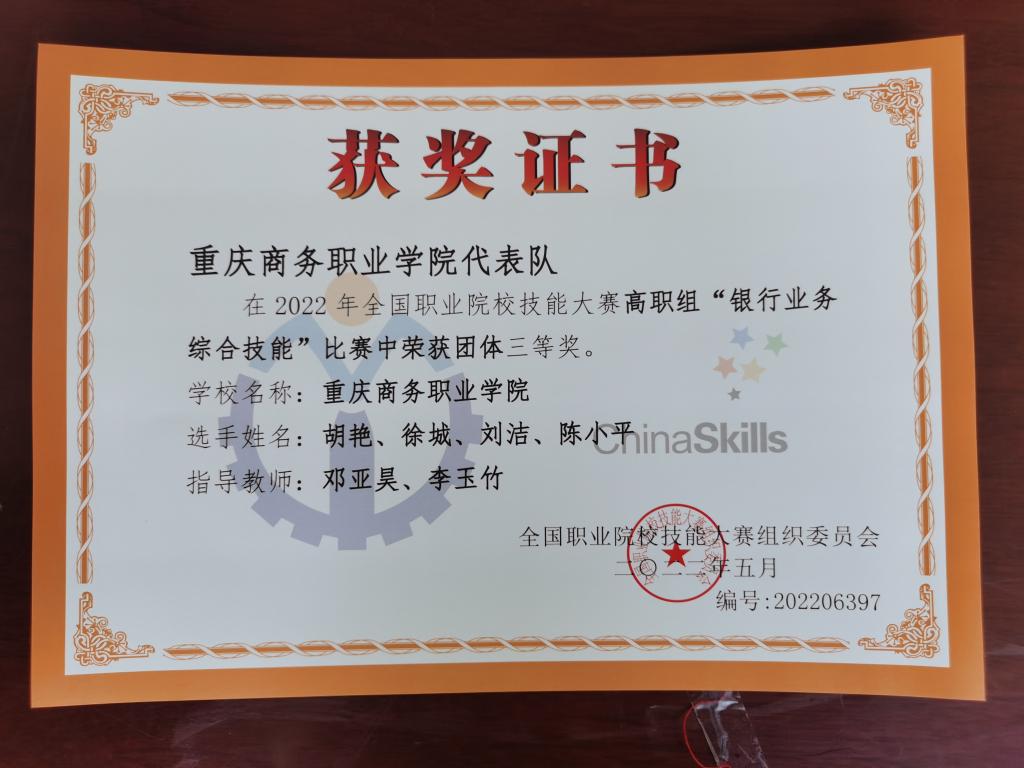 获奖证书
重庆商务职业学院代表队
在2022年全国职业院校技能大赛高职组“银行业务
综合技能”比赛中荣获团体三等奖。
学校名称：重庆商务职业学院
选手姓名：胡艳、徐城、刘洁、陈小平
ChinaSkills
指导教师：邓亚昊、李玉竹
全国职业院校技能大赛组织委员会
二〇二二年五月
编号:202206397